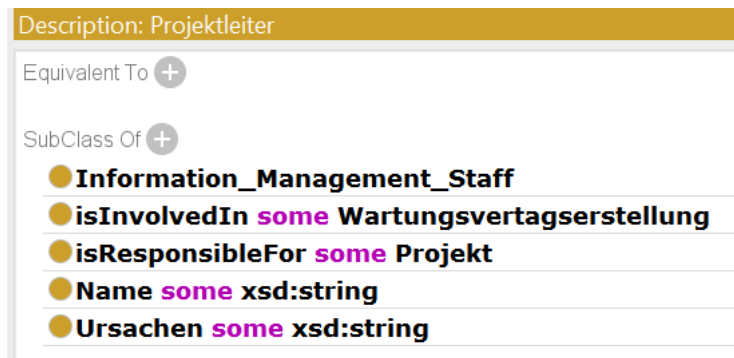 Description: Projektleiter
Equivalent To +
SubClass Of +
Information_Management_Staff
isInvolvedIn some Wartungsvertagserstellung
isResponsibleFor some Projekt
Name some xsd:string
Ursachen some xsd:string